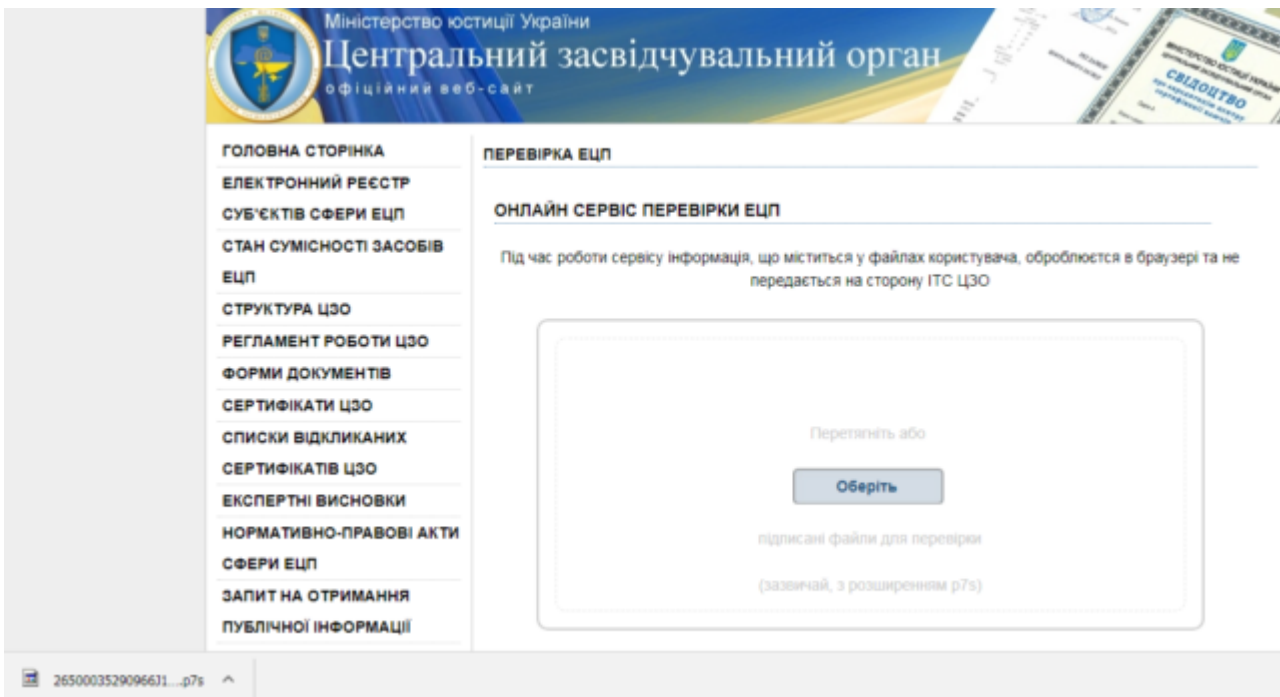 Міністерство юстиції України
Центральний засвідчувальний орган
офіційний веб-сайт
СВІДОЦТВО
ГОЛОВНА СТОРІНКА
ЕЛЕКТРОННИЙ РЕЄСТР
СУБ'ЄКТІВ СФЕРИ ЕЦП
СТАН СУМІСНОСТІ ЗАСОБІВ
ЕЦП
СТРУКТУРА ЦЗО
РЕГЛАМЕНТ РОБОТИ ЦЗО
ФОРМИ ДОКУМЕНТІВ
СЕРТИФІКАТИ ЦЗО
СПИСКИ ВІДКЛИКАНИХ
СЕРТИФІКАТІВ ЦЗО
ЕКСПЕРТНІ ВИСНОВКИ
НОРМАТИВНО-ПРАВОВІ АКТИ
СФЕРИ ЕЦП
ЗАПИТ НА ОТРИМАННЯ
ПУБЛІЧНОЇ ІНФОРМАЦІЇ
ПЕРЕВІРКА ЕЦП
ОНЛАЙН СЕРВІС ПЕРЕВІРКИ ЕЦП
Під час роботи сервісу інформація, що міститься у файлах користувача, оброблюєтся в браузері та не
передається на сторону ІТС ЦЗО
Перетягніть або
Оберіть
підписані файли для перевірки
(зазвичай, з розширенням p7s)
26500035290966J1....p7s